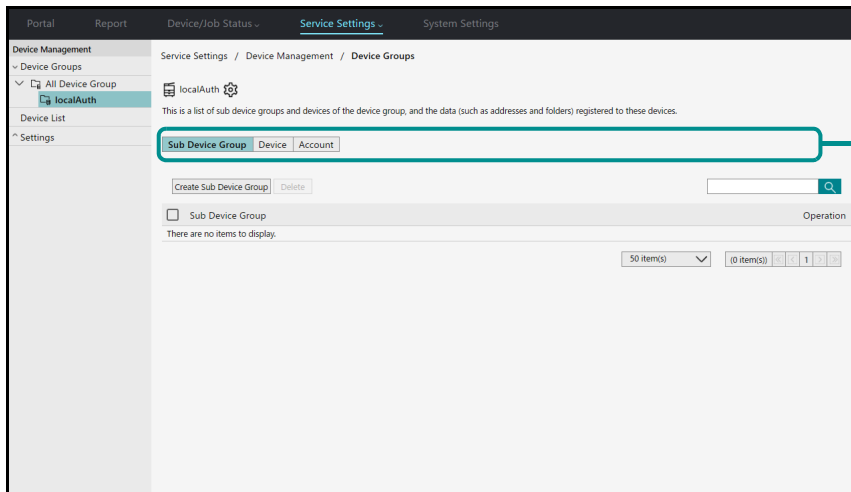 Portal Report Device/Job Status Service Settings System Settings
Device Management
Device Groups
All Device Group
localAuth
Device List
Settings
Service Settings / Device Management / Device Groups
localAuth
This is a list of sub device groups and devices of the device group, and the data (such as addresses and folders) registered to these devices.
Sub Device Group Device Account
Create Sub Device Group Delete
Sub Device Group Operation
There are no items to display.
50 item(s) (0 item(s)) < < 1 > >